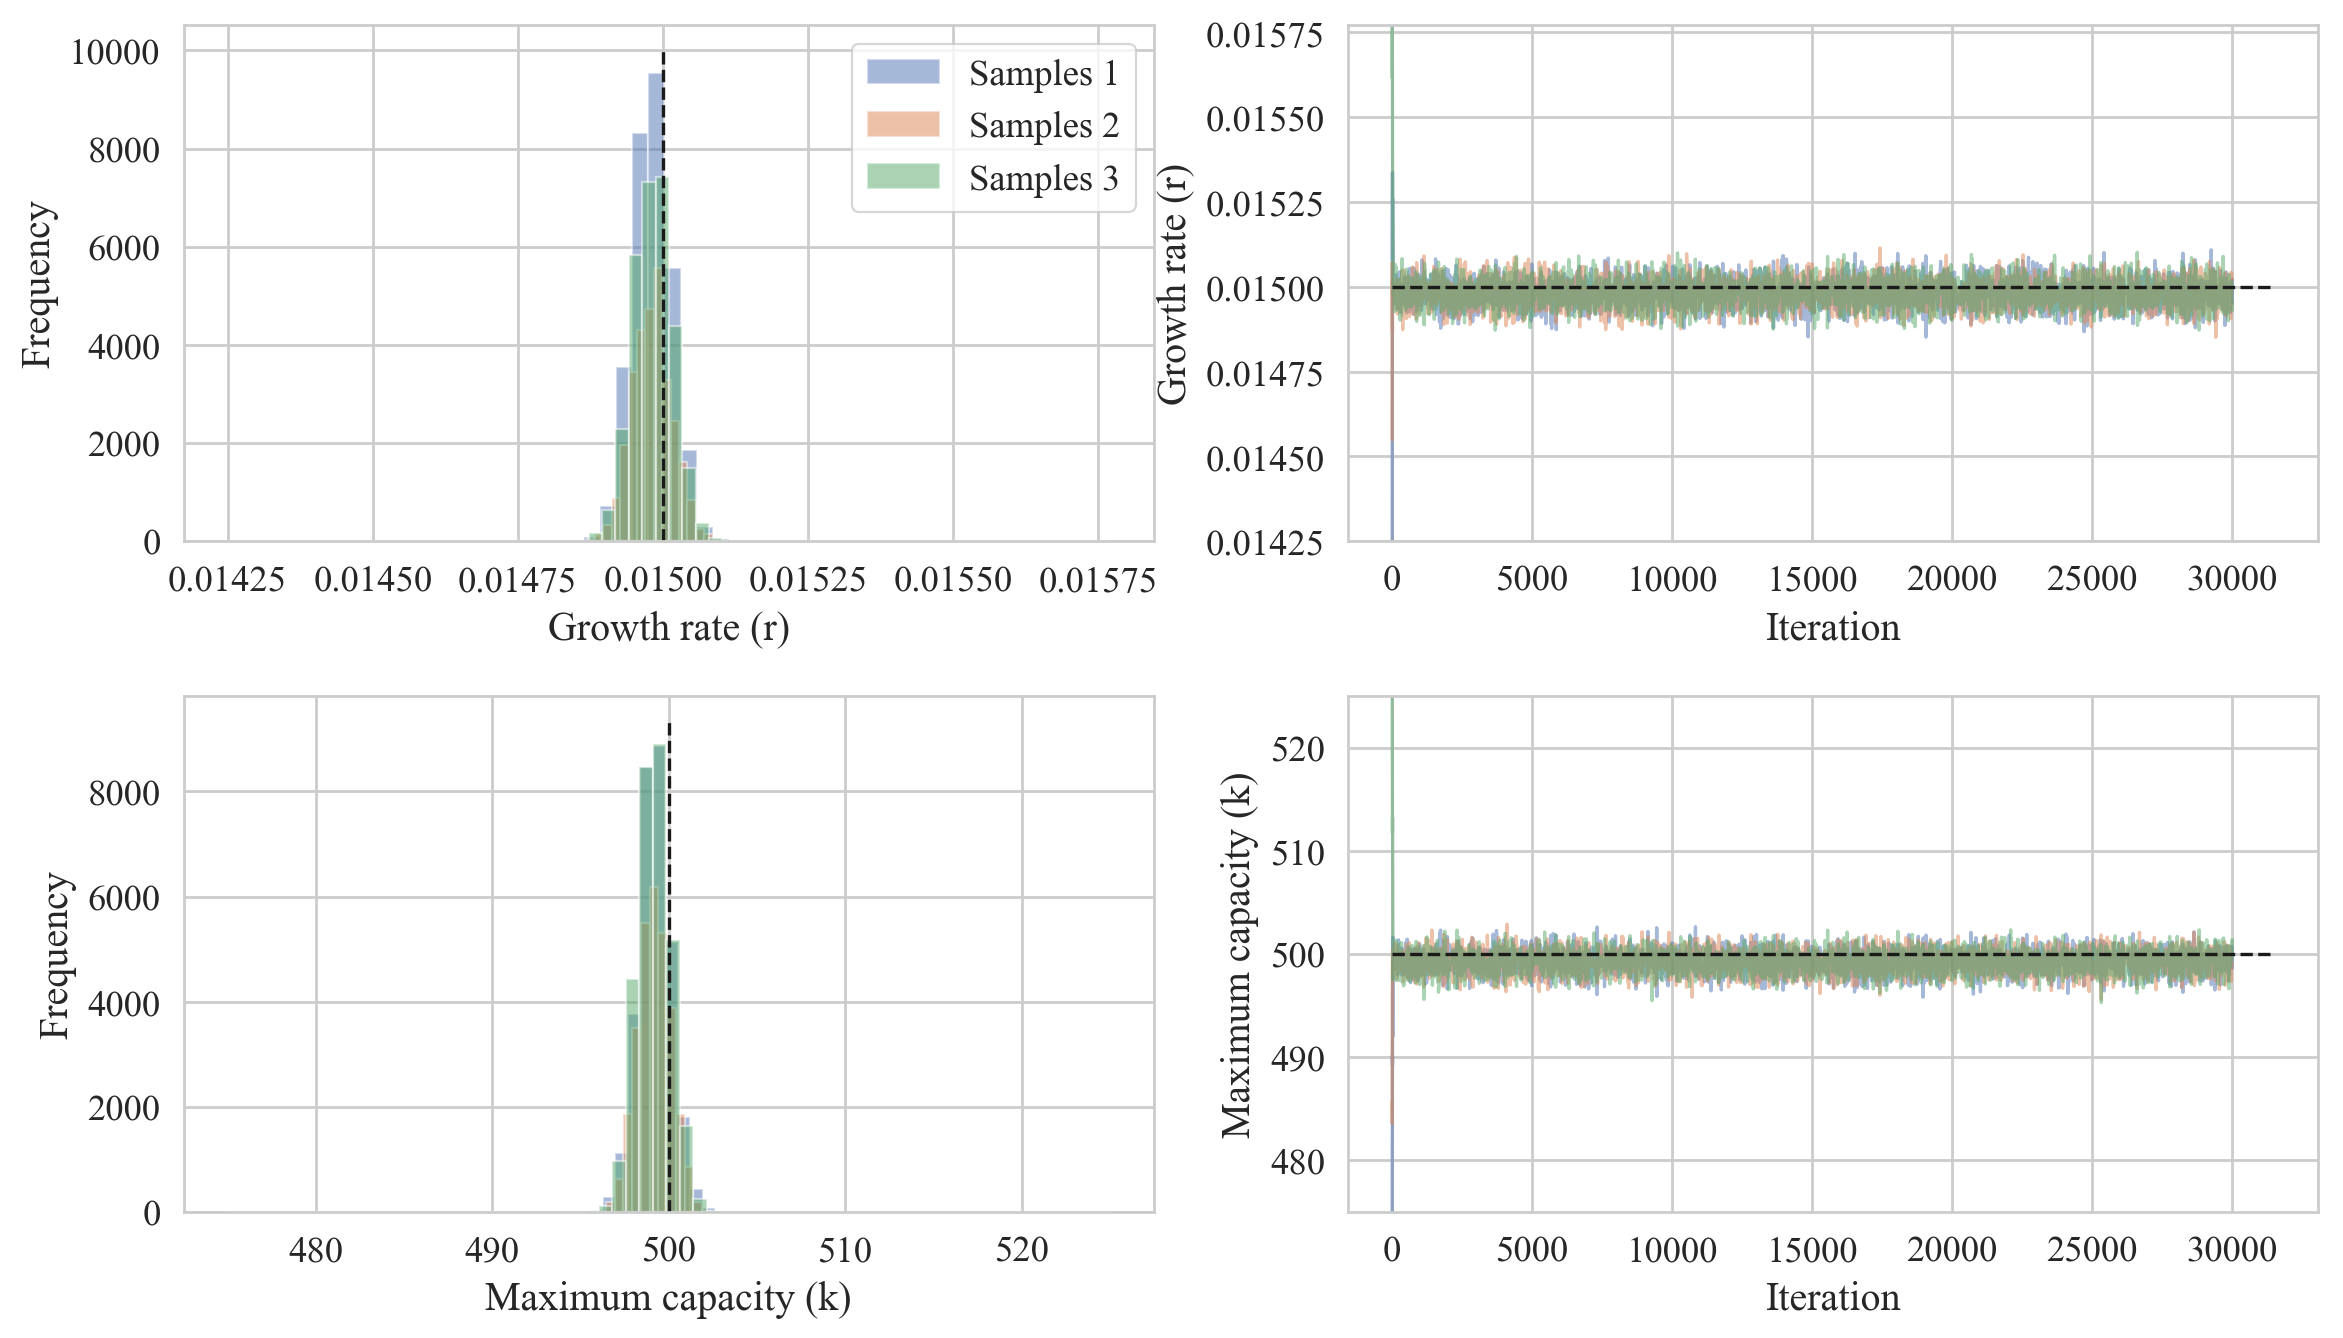 10000
8000
6000
4000
2000
0
Frequency
Samples 1
Samples 2
Samples 3
0.01425 0.01450 0.01475 0.01500 0.01525 0.01550 0.01575
Growth rate (r)
0.01575
0.01550
0.01525
0.01500
0.01475
0.01450
0.01425
Growth rate (r)
0 5000 10000 15000 20000 25000 30000
Iteration
8000
6000
4000
2000
0
Frequency
480 490 500 510 520
Maximum capacity (k)
520
510
500
490
480
Maximum capacity (k)
0 5000 10000 15000 20000 25000 30000
Iteration